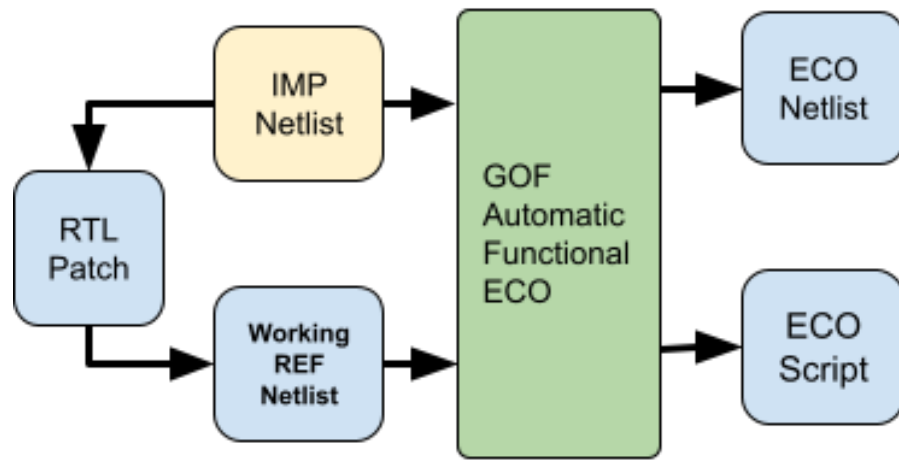 IMP
Netlist
ECO
Netlist
GOF
Automatic
Functional
ECO
RTL
Patch
Working
REF
Netlist
ECO
Script